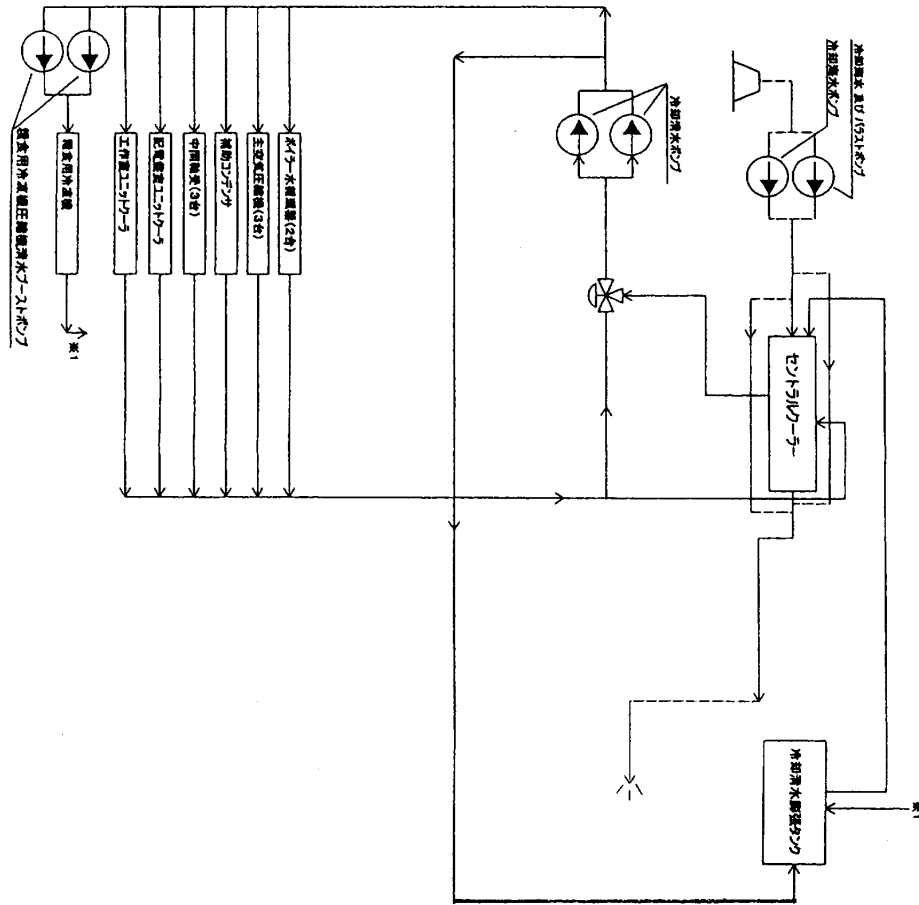 冷却海水 及び バラストポンプ
冷却海水ポンプ
冷却清水ポンプ
セントラルクーラー
冷却清水膨張タンク
※1
ボイラー水循環器(2台)
主空気圧縮機(3台)
補助コンデンサ
中間軸受(3台)
配電盤室ユニットクーラ
工作室ユニットクーラ
糧食用冷凍機
※1
糧食用冷凍機圧縮機清水ブーストポンプ